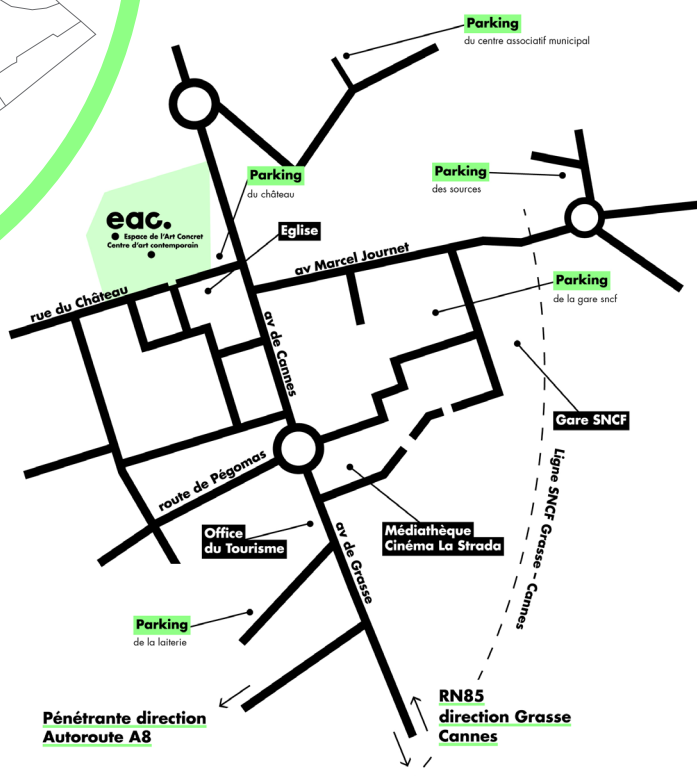 Parking
du centre associatif municipal
Parking
du château
Parking
des sources
eac.
Espace de l'Art Concret
Centre d'art contemporain
Eglise
av Marcel Journet
Parking
de la gare sncf
rue du Château
av de Cannes
Gare SNCF
Ligne SNCF Grasse - Cannes
route de Pégomas
Office
du Tourisme
Médiathèque
Cinéma La Strada
av de Grasse
Parking
de la laiterie
Pénétrante direction
Autoroute A8
RN85
direction Grasse
Cannes